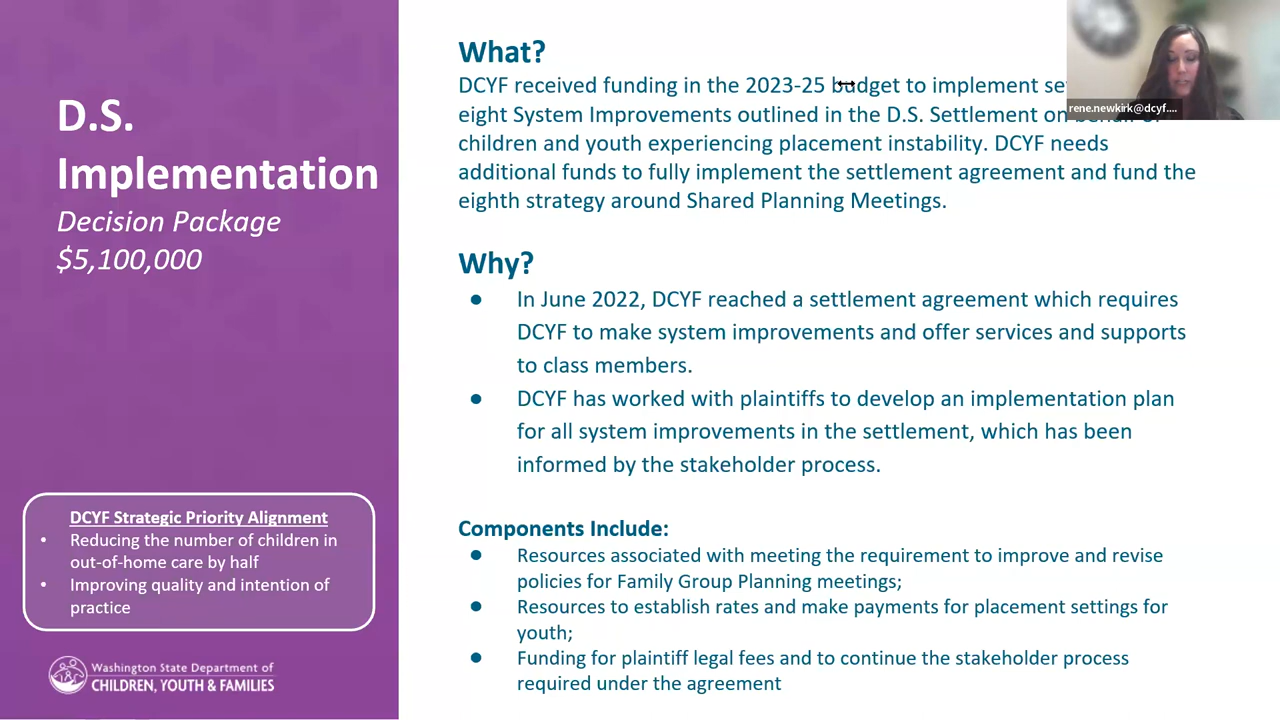 D.S.
Implementation
Decision Package
$5,100,000
DCYF Strategic Priority Alignment
• Reducing the number of children in
out-of-home care by half
• Improving quality and intention of
practice
Washington State Department of
CHILDREN, YOUTH & FAMILIES
What?
DCYF received funding in the 2023-25 budget to implement
eight System Improvements outlined in the D.S. Settlement on behalf of
children and youth experiencing placement instability. DCYF needs
additional funds to fully implement the settlement agreement and fund the
eighth strategy around Shared Planning Meetings.
Why?
● In June 2022, DCYF reached a settlement agreement which requires
DCYF to make system improvements and offer services and supports
to class members.
● DCYF has worked with plaintiffs to develop an implementation plan
for all system improvements in the settlement, which has been
informed by the stakeholder process.
Components Include:
● Resources associated with meeting the requirement to improve and revise
policies for Family Group Planning meetings;
● Resources to establish rates and make payments for placement settings for
youth;
● Funding for plaintiff legal fees and to continue the stakeholder process
required under the agreement
rene.newkirk@dcyf....